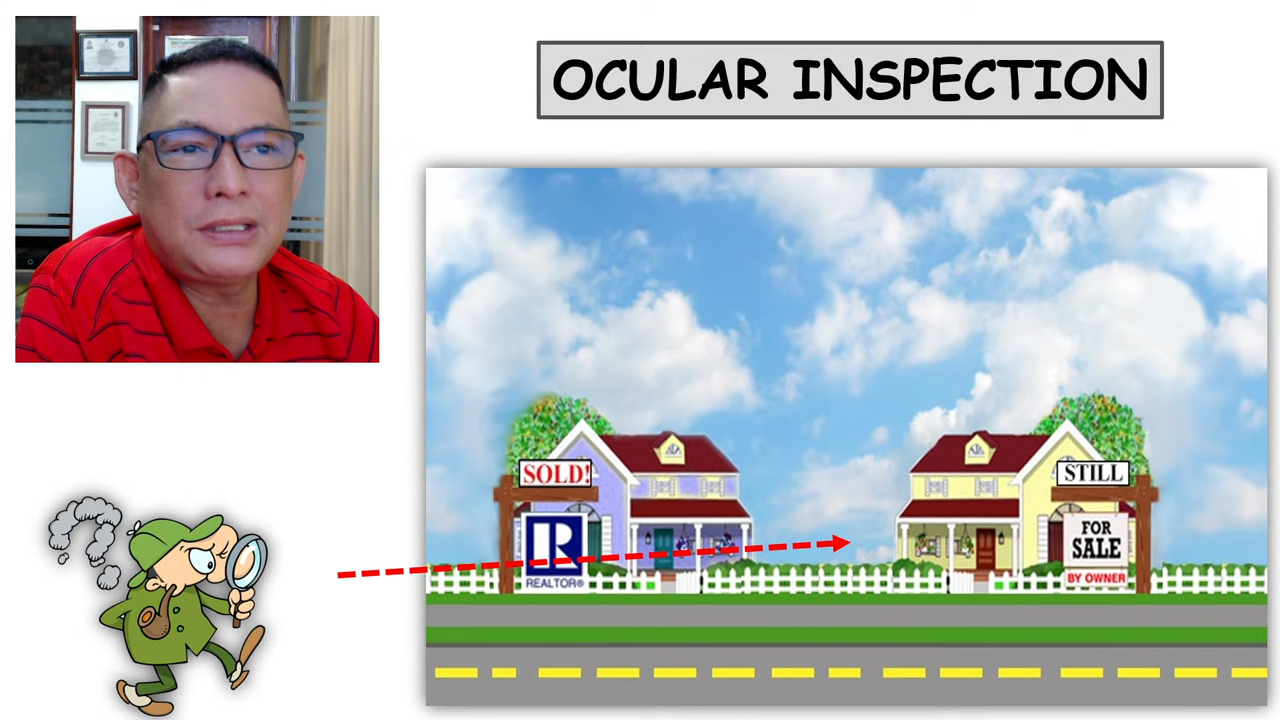 OCULAR INSPECTION
SOLD!
R
REALTOR®
STILL
FOR
SALE
BY OWNER